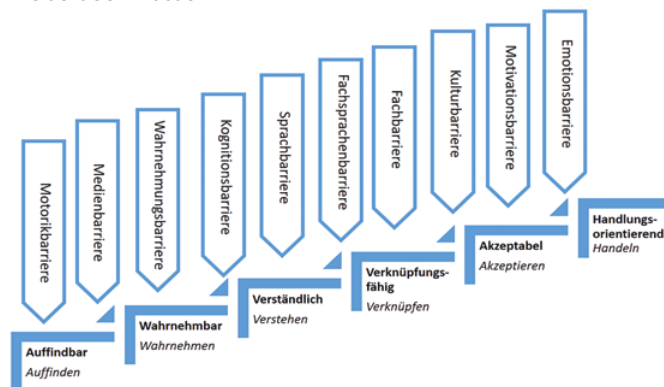 Motorikbarriere
Medienbarriere
Wahrnehmungsbarriere
Kognitionsbarriere
Sprachbarriere
Fachsprachenbarriere
Fachbarriere
Kulturbarriere
Motivationsbarriere
Emotionsbarriere
Auffindbar
Auffinden
Wahrnehmbar
Wahrnehmen
Verständlich
Verstehen
Verknüpfungs-
fähig
Verknüpfen
Akzeptabel
Akzeptieren
Handlungs-
orientierend
Handeln